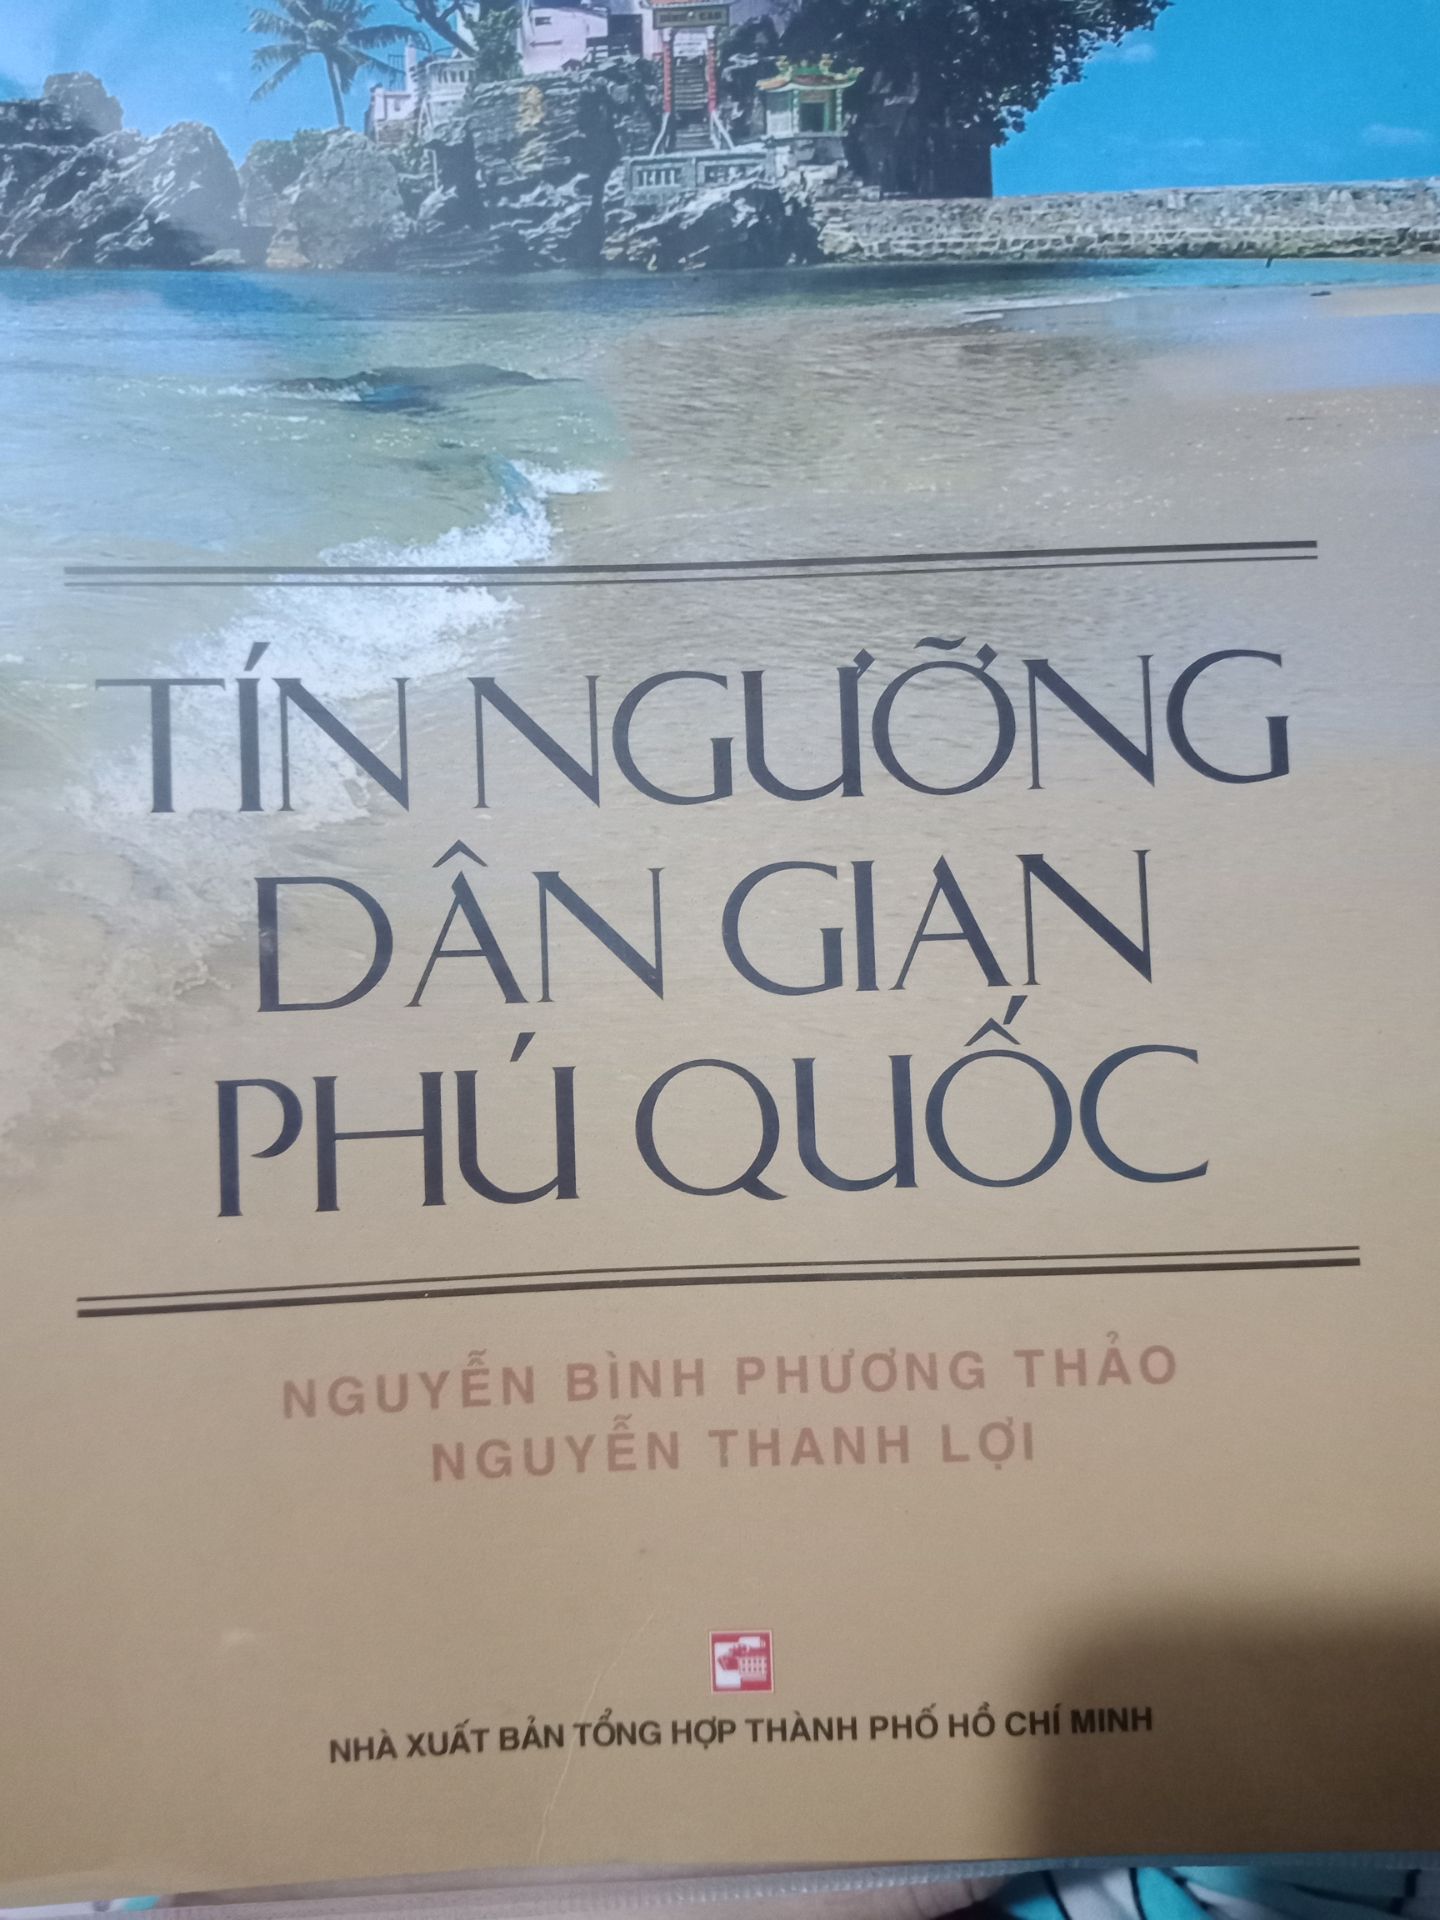 TÍN NGƯỠNG
DÂN GIAN
PHÚ QUỐC
NGUYỄN BÌNH PHƯƠNG THẢO
NGUYỄN THANH LỢI
NHÀ XUẤT BẢN TỔNG HỢP THÀNH PHỐ HỒ CHÍ MINH